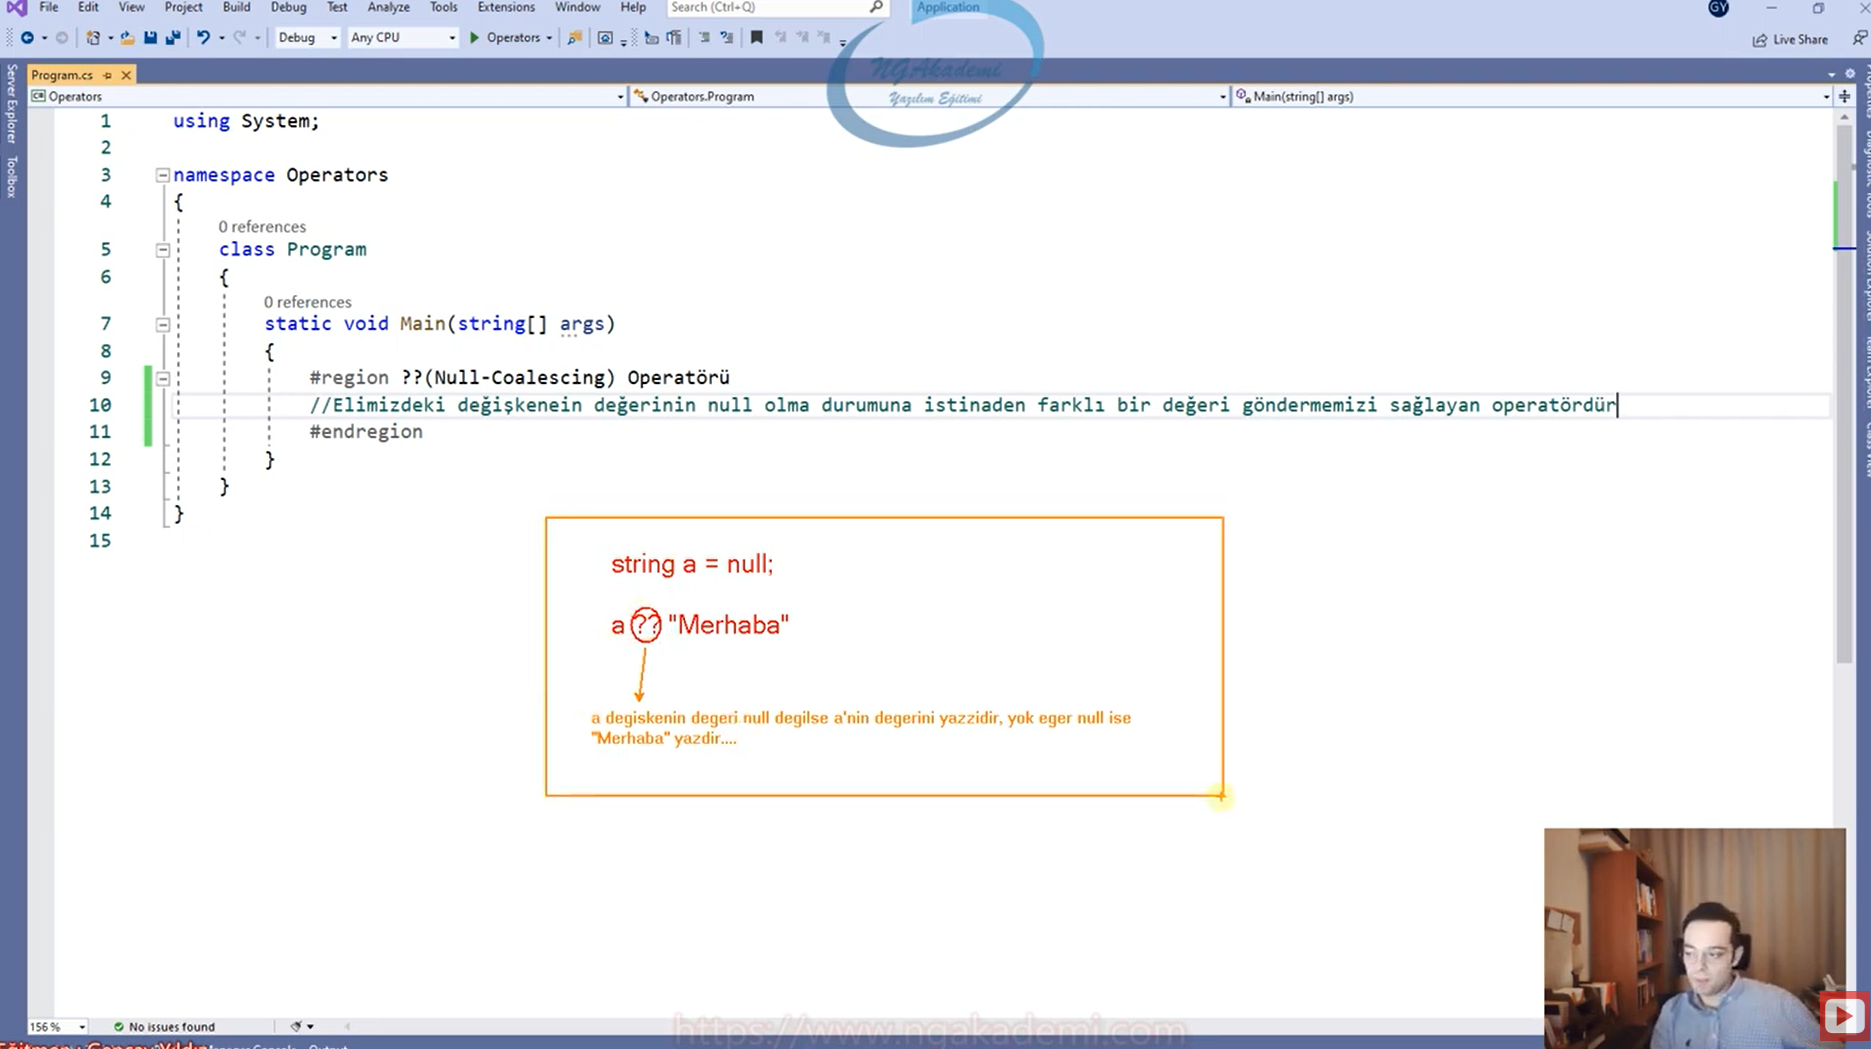 File Edit View Project Build Debug Test Analyze Tools Extensions Window Help Search (Ctrl+Q) Application GY
Debug Any CPU Operators Live Share
Server Explorer
Toolbox
Program.cs
NGAkademi
Yazılım Eğitimi
Operators Operators.Program Main(string[] args)
1 using System;
2
3 namespace Operators
4 {
0 references
5 class Program
6 {
0 references
7 static void Main(string[] args)
8 {
9 #region ??(Null-Coalescing) Operatörü
10 //Elimizdeki değişkenein değerinin null olma durumuna istinaden farklı bir değeri göndermemizi sağlayan operatördür
11 #endregion
12 }
13 }
14 }
15
string a = null;
a ?? "Merhaba"
a degiskenin degeri null degilse a'nin degerini yazzidir, yok eger null ise
"Merhaba" yazdir....
156 % No issues found
https://www.ngakademi.com